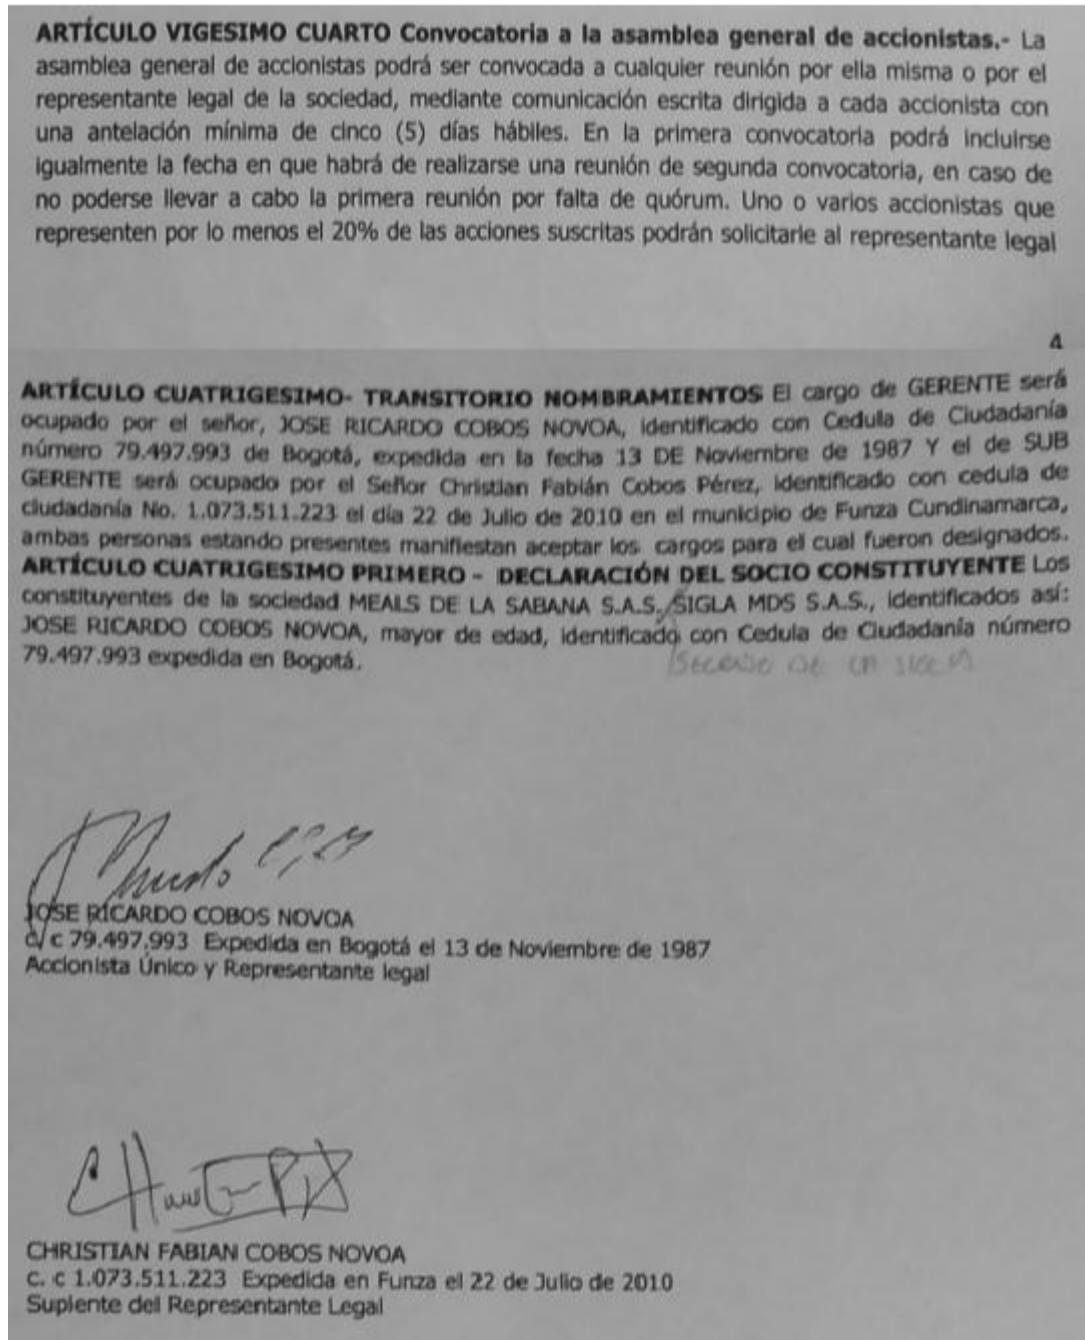 ARTÍCULO VIGESIMO CUARTO Convocatoria a la asamblea general de accionistas.- La
asamblea general de accionistas podrá ser convocada a cualquier reunión por ella misma o por el
representante legal de la sociedad, mediante comunicación escrita dirigida a cada accionista con
una antelación mínima de cinco (5) días hábiles. En la primera convocatoria podrá incluirse
igualmente la fecha en que habrá de realizarse una reunión de segunda convocatoria, en caso de
no poderse llevar a cabo la primera reunión por falta de quórum. Uno o varios accionistas que
representen por lo menos el 20% de las acciones suscritas podrán solicitarle al representante legal
4
ARTÍCULO CUATRIGESIMO- TRANSITORIO NOMBRAMIENTOS El cargo de GERENTE será
ocupado por el señor, JOSE RICARDO COBOS NOVOA, identificado con Cedula de Ciudadanía
número 79.497.993 de Bogotá, expedida en la fecha 13 DE Noviembre de 1987 Y el de SUB
GERENTE será ocupado por el Señor Christian Fabián Cobos Pérez, identificado con cedula de
ciudadanía No. 1.073.511.223 el día 22 de Julio de 2010 en el municipio de Funza Cundinamarca,
ambas personas estando presentes manifiestan aceptar los cargos para el cual fueron designados.
ARTÍCULO CUATRIGESIMO PRIMERO - DECLARACIÓN DEL SOCIO CONSTITUYENTE Los
constituyentes de la sociedad MEALS DE LA SABANA S.A.S. SIGLA MDS S.A.S., identificados así:
JOSE RICARDO COBOS NOVOA, mayor de edad, identificado con Cedula de Ciudadanía número
79.497.993 expedida en Bogotá.
DE LA SIGLA
JOSE RICARDO COBOS NOVOA
c/c 79.497.993 Expedida en Bogotá el 13 de Noviembre de 1987
Accionista Único y Representante legal
CHRISTIAN FABIAN COBOS NOVOA
c. c 1.073.511.223 Expedida en Funza el 22 de Julio de 2010
Suplente del Representante Legal